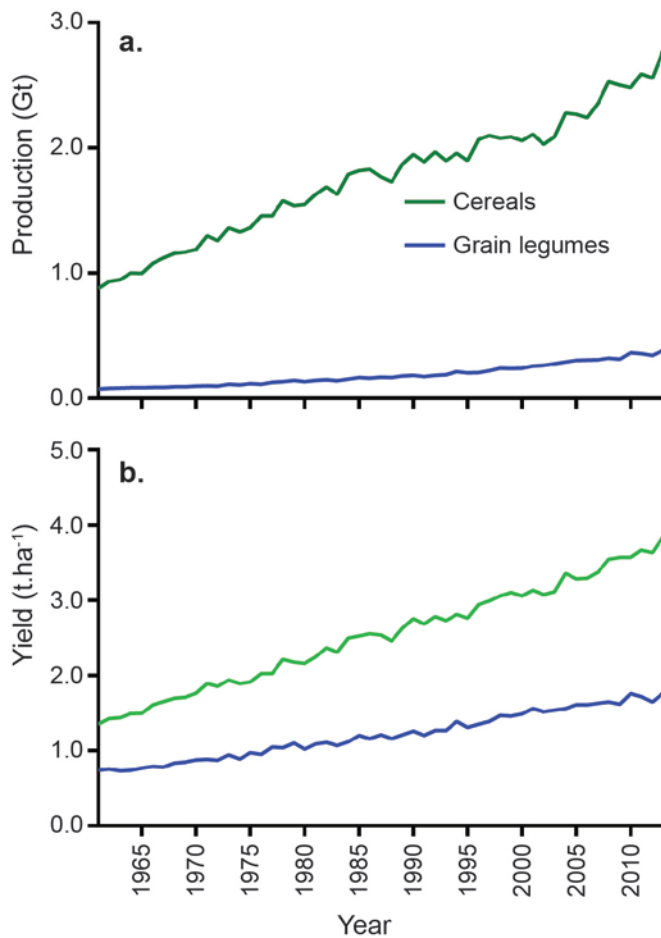 a.
Production (Gt)
3.0
2.0
1.0
0.0
Cereals
Grain legumes
b.
Yield (t.ha⁻¹)
5.0
4.0
3.0
2.0
1.0
0.0
1965
1970
1975
1980
1985
1990
1995
2000
2005
2010
Year